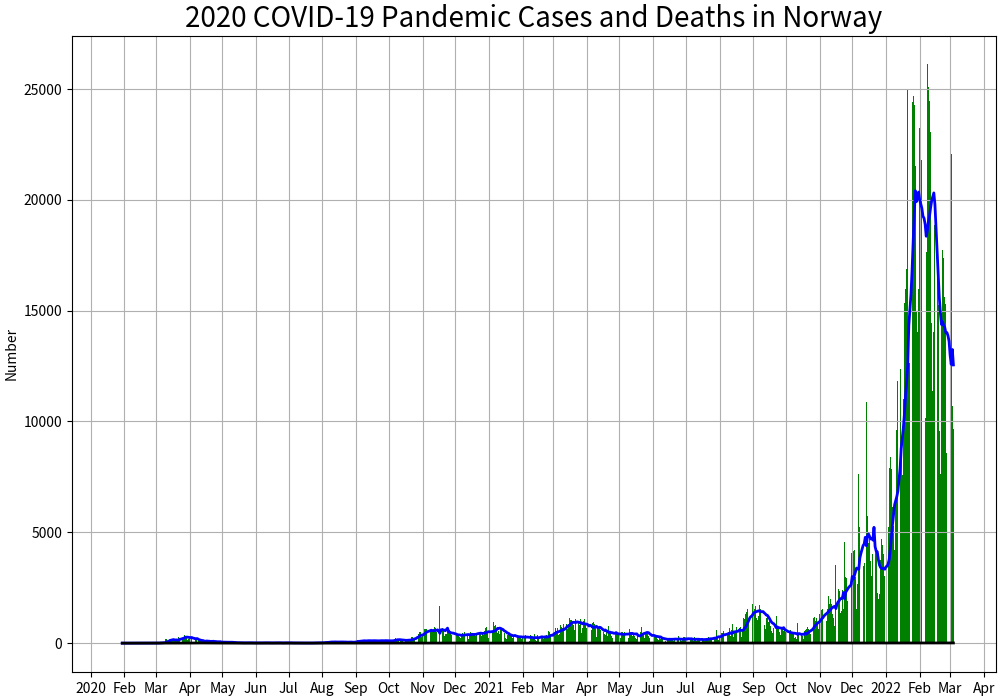 2020 COVID-19 Pandemic Cases and Deaths in Norway
25000
20000
15000
10000
5000
0
Number
2020 Feb Mar Apr May Jun Jul Aug Sep Oct Nov Dec 2021 Feb Mar Apr May Jun Jul Aug Sep Oct Nov Dec 2022 Feb Mar Apr